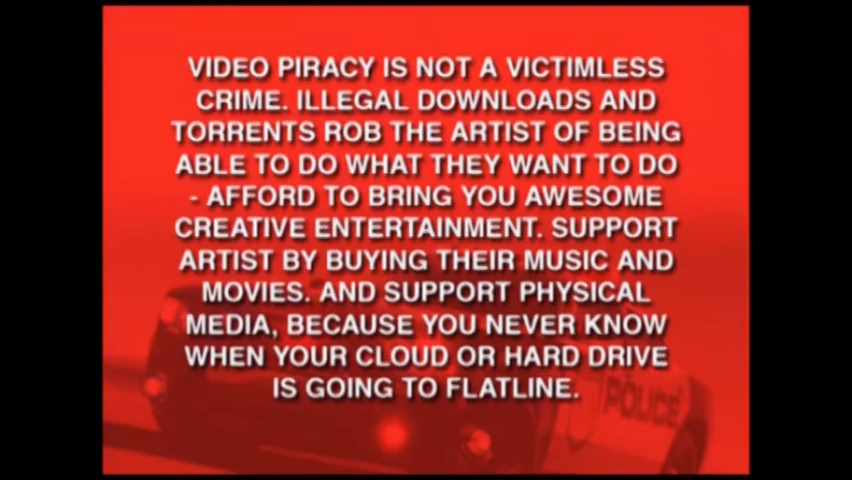 VIDEO PIRACY IS NOT A VICTIMLESS
CRIME. ILLEGAL DOWNLOADS AND
TORRENTS ROB THE ARTIST OF BEING
ABLE TO DO WHAT THEY WANT TO DO
- AFFORD TO BRING YOU AWESOME
CREATIVE ENTERTAINMENT. SUPPORT
ARTIST BY BUYING THEIR MUSIC AND
MOVIES. AND SUPPORT PHYSICAL
MEDIA, BECAUSE YOU NEVER KNOW
WHEN YOUR CLOUD OR HARD DRIVE
IS GOING TO FLATLINE.
POLICE